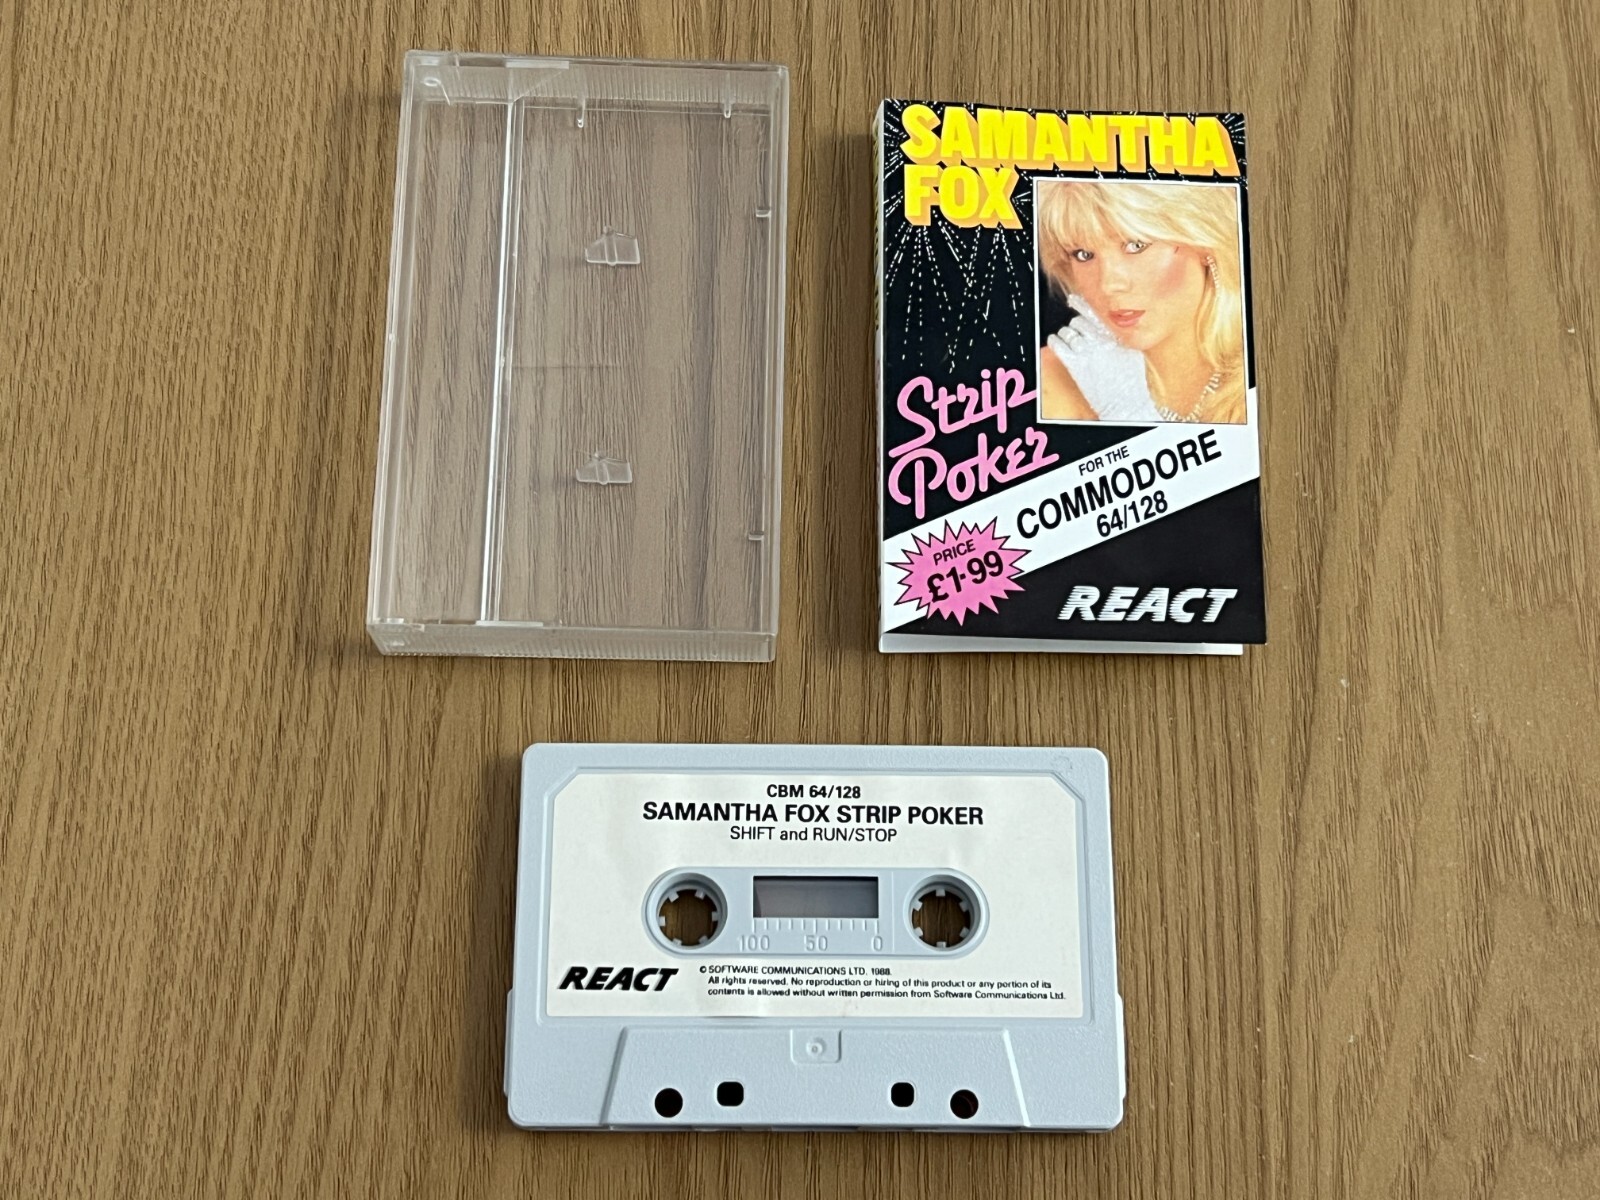 SAMANTHA
FOX
Strip
Poker
FOR THE
COMMODORE
64/128
PRICE
£1·99
REACT
CBM 64/128
SAMANTHA FOX STRIP POKER
SHIFT and RUN/STOP
100 50 0
REACT
© SOFTWARE COMMUNICATIONS LTD. 1988.
All rights reserved. No reproduction or hiring of this product or any portion of its
contents is allowed without written permission from Software Communications Ltd.